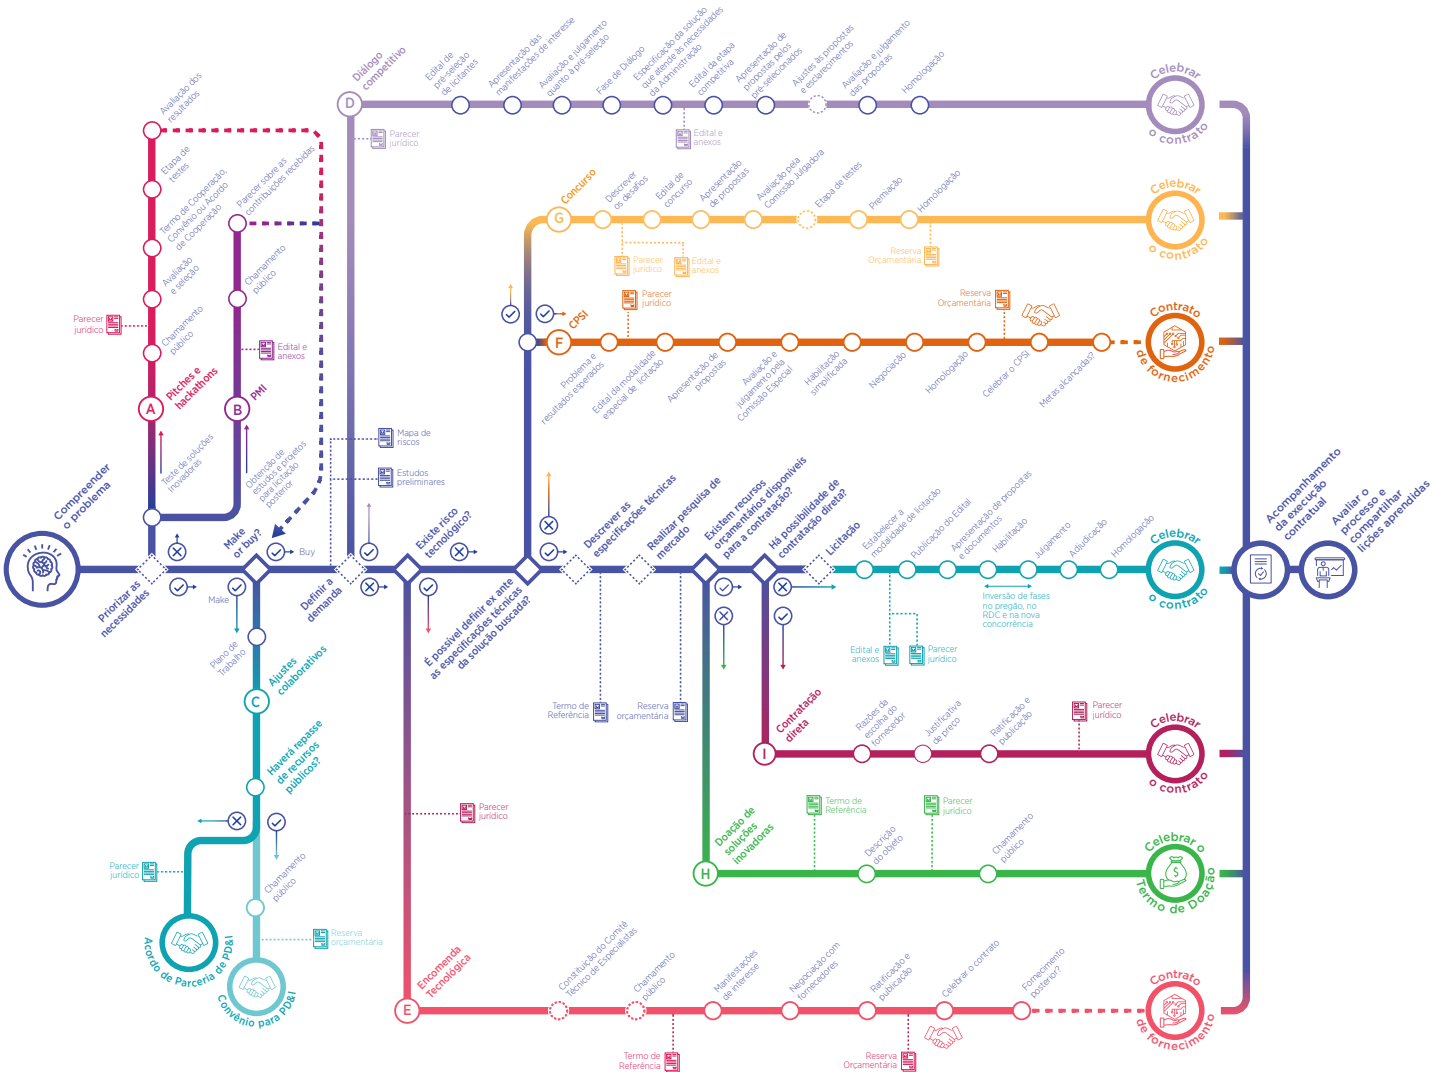 Diálogo
competitivo
D
Edital de
pré-seleção
de licitantes
Apresentação das
manifestações de interesse
Avaliação e julgamento
quanto à pré-seleção
Fase de Diálogo
Especificação da solução
que atende às necessidades
da Administração
Edital da etapa
competitiva
Apresentação de
propostas pelos
pré-selecionados
Ajustes às propostas
e esclarecimentos
Avaliação e julgamento
das propostas
Homologação
Celebrar
o contrato
Parecer
jurídico
Edital e
anexos
Avaliação dos
resultados
Etapa de
testes
Termo de Cooperação,
Convênio ou Acordo
de Cooperação
Avaliação
e seleção
Chamamento
público
Parecer
jurídico
A
Pitches e
hackathons
Teste de soluções
Inovadoras
Parecer sobre as
contribuições recebidas
Chamamento
público
Edital e
anexos
B
PMI
Obtenção de
estudos e projetos
para licitação
posterior
Concurso
G
Descrever
os desafios
Edital de
concurso
Apresentação
de propostas
Avaliação pela
Comissão Julgadora
Etapa de testes
Premiação
Homologação
Celebrar
o contrato
Parecer
jurídico
Edital e
anexos
Reserva
Orçamentária
CPSI
F
Parecer
jurídico
Reserva
Orçamentária
Problema e
resultados esperados
Edital da modalidade
especial de licitação
Apresentação de
propostas
Avaliação e
julgamento pela
Comissão Especial
Habilitação
simplificada
Negociação
Homologação
Celebrar o CPSI
Metas alcançadas?
Contrato
de fornecimento
Mapa de
riscos
Estudos
preliminares
Compreender
o problema
Priorizar as
necessidades
Make
or buy?
Buy
Make
Definir a
demanda
Existe risco
tecnológico?
É possível definir ex ante
as especificações técnicas
da solução buscada?
Descrever as
especificações técnicas
Realizar pesquisa de
mercado
Existem recursos
orçamentários disponíveis
para a contratação?
Há possibilidade de
contratação direta?
Licitação
Estabelecer a
modalidade de licitação
Publicação do Edital
Apresentação de propostas
e documentos
Habilitação
Julgamento
Adjudicação
Homologação
Inversão de fases
no pregão, no
RDC e na nova
concorrência
Edital e
anexos
Parecer
jurídico
Celebrar
o contrato
Acompanhamento
da execução
contratual
Avaliar o
processo e
compartilhar
lições aprendidas
Termo de
Referência
Reserva
orçamentária
Plano de
Trabalho
C
Ajustes
colaborativos
Haverá repasse
de recursos
públicos?
Parecer
jurídico
Chamamento
público
Reserva
orçamentária
Acordo de Parceria de PD&I
Convênio para PD&I
Contratação
direta
I
Razões da
escolha do
fornecedor
Justificativa
de preço
Ratificação e
publicação
Parecer
jurídico
Celebrar
o contrato
Doação de
soluções
inovadoras
H
Termo de
Referência
Descrição
do objeto
Parecer
jurídico
Chamamento
público
Celebrar o
Termo de Doação
Parecer
jurídico
Encomenda
Tecnológica
E
Constituição do Comitê
Técnico de Especialistas
Chamamento
público
Manifestações
de interesse
Negociação com
fornecedores
Ratificação e
publicação
Celebrar o contrato
Fornecimento
posterior?
Termo de
Referência
Reserva
Orçamentária
Contrato
de fornecimento